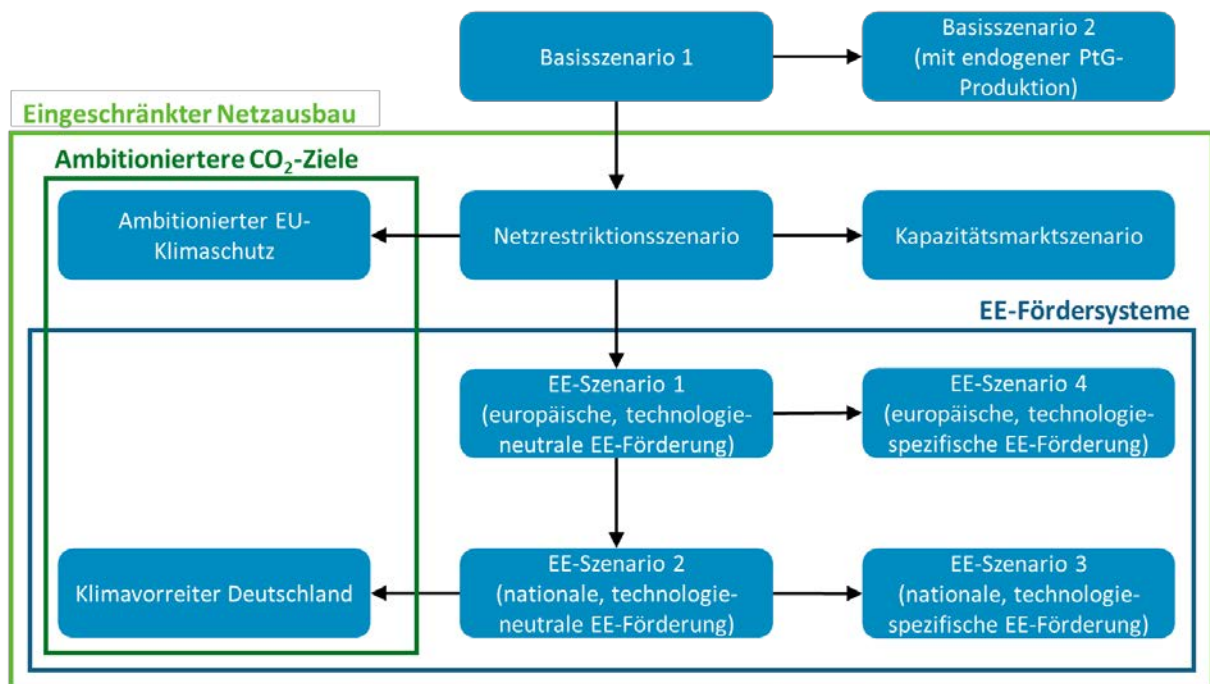 Basisszenario 1
Basisszenario 2
(mit endogener PtG-
Produktion)
Eingeschränkter Netzausbau
Ambitioniertere CO₂-Ziele
Ambitionierter EU-
Klimaschutz
Netzrestriktionsszenario
Kapazitätsmarktszenario
EE-Fördersysteme
EE-Szenario 1
(europäische, technologie-
neutrale EE-Förderung)
EE-Szenario 4
(europäische, technologie-
spezifische EE-Förderung)
Klimavorreiter Deutschland
EE-Szenario 2
(nationale, technologie-
neutrale EE-Förderung)
EE-Szenario 3
(nationale, technologie-
spezifische EE-Förderung)